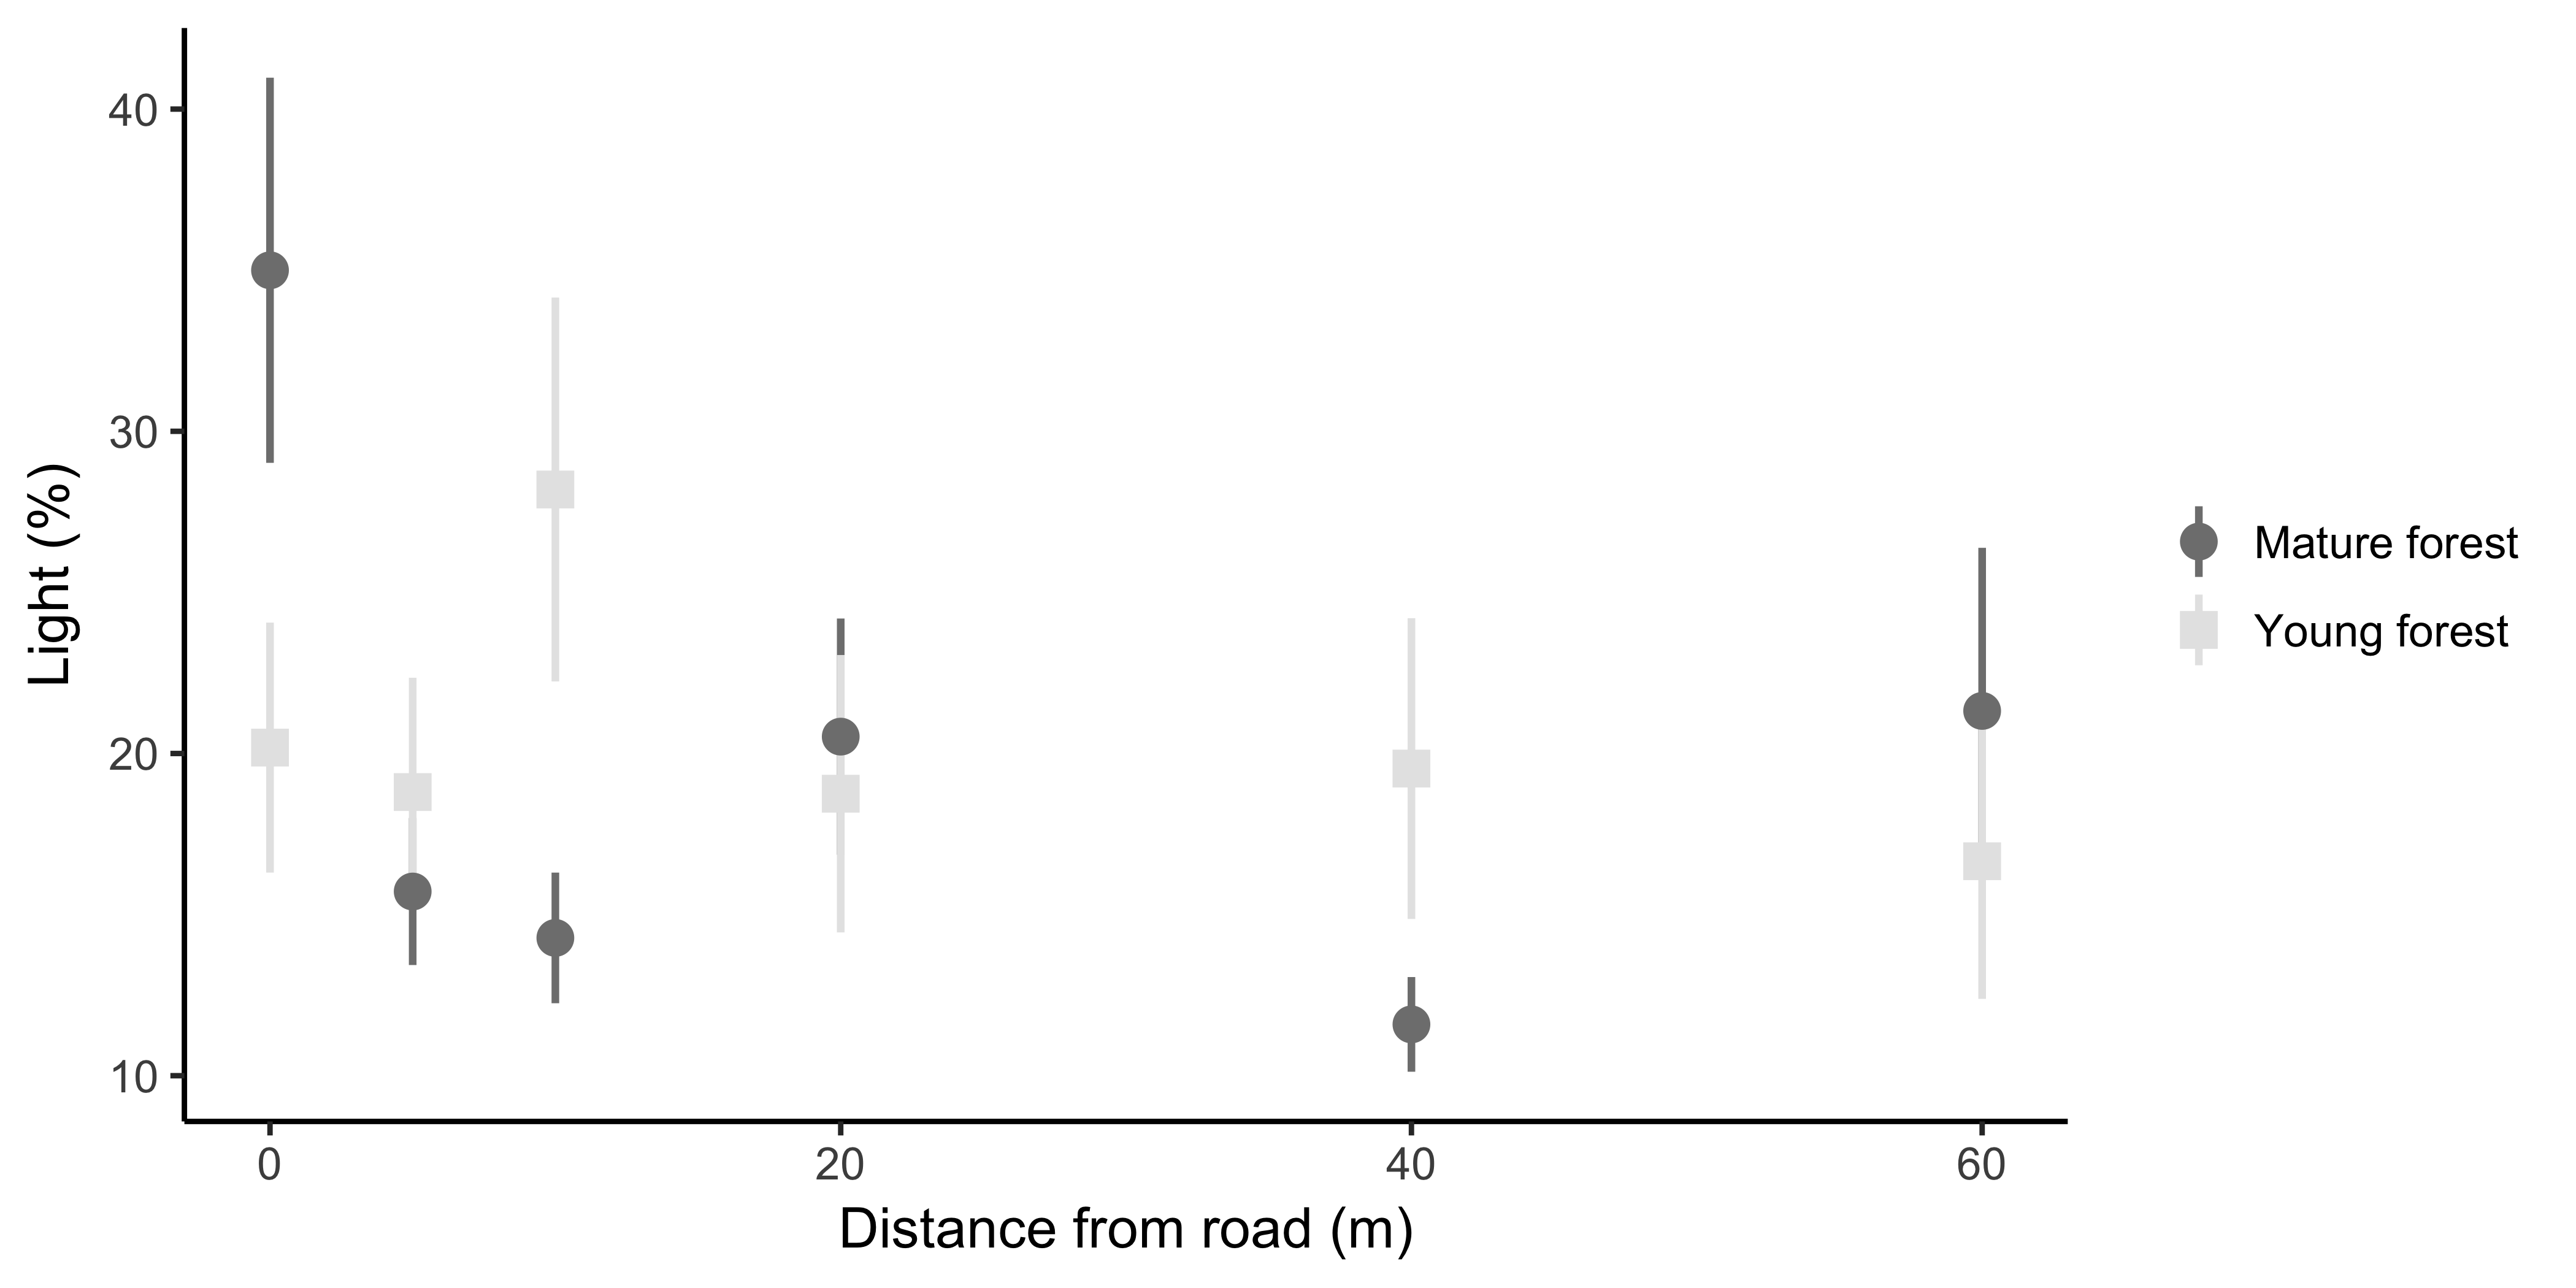 Light (%)
40
30
20
10
0 20 40 60
Distance from road (m)
Mature forest
Young forest